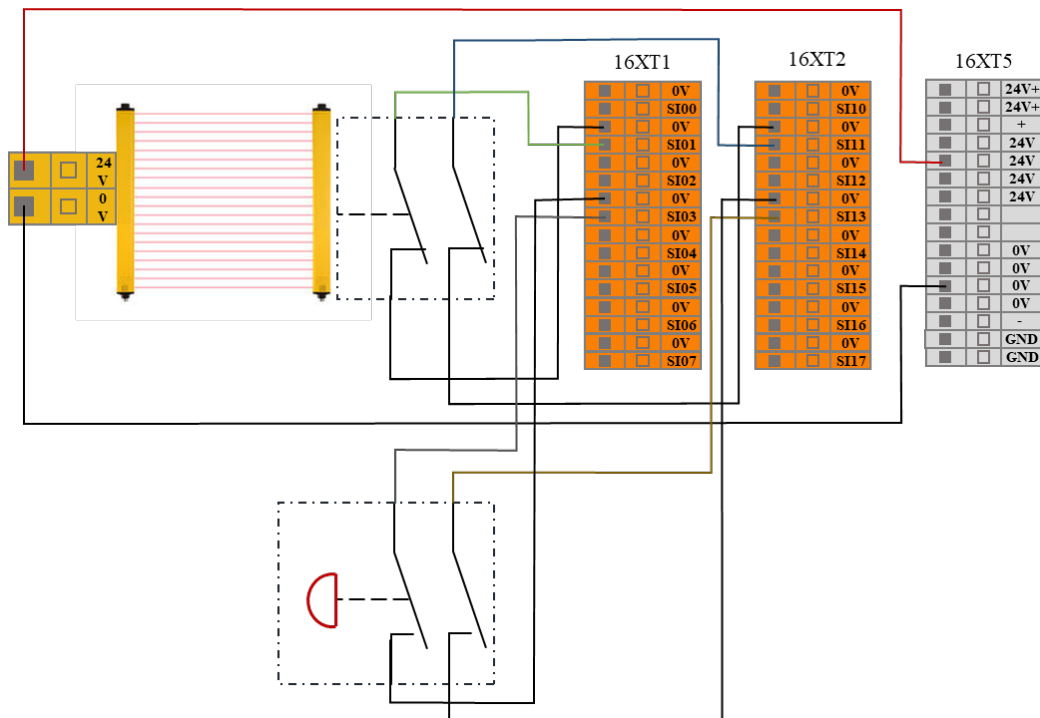 16XT1
16XT2
16XT5
24
V
0
V
0V
SI00
0V
SI01
0V
SI02
0V
SI03
0V
SI04
0V
SI05
0V
SI06
0V
SI07
0V
SI10
0V
SI11
0V
SI12
0V
SI13
0V
SI14
0V
SI15
0V
SI16
0V
SI17
24V+
24V+
+
24V
24V
24V
24V
0V
0V
0V
0V
-
GND
GND